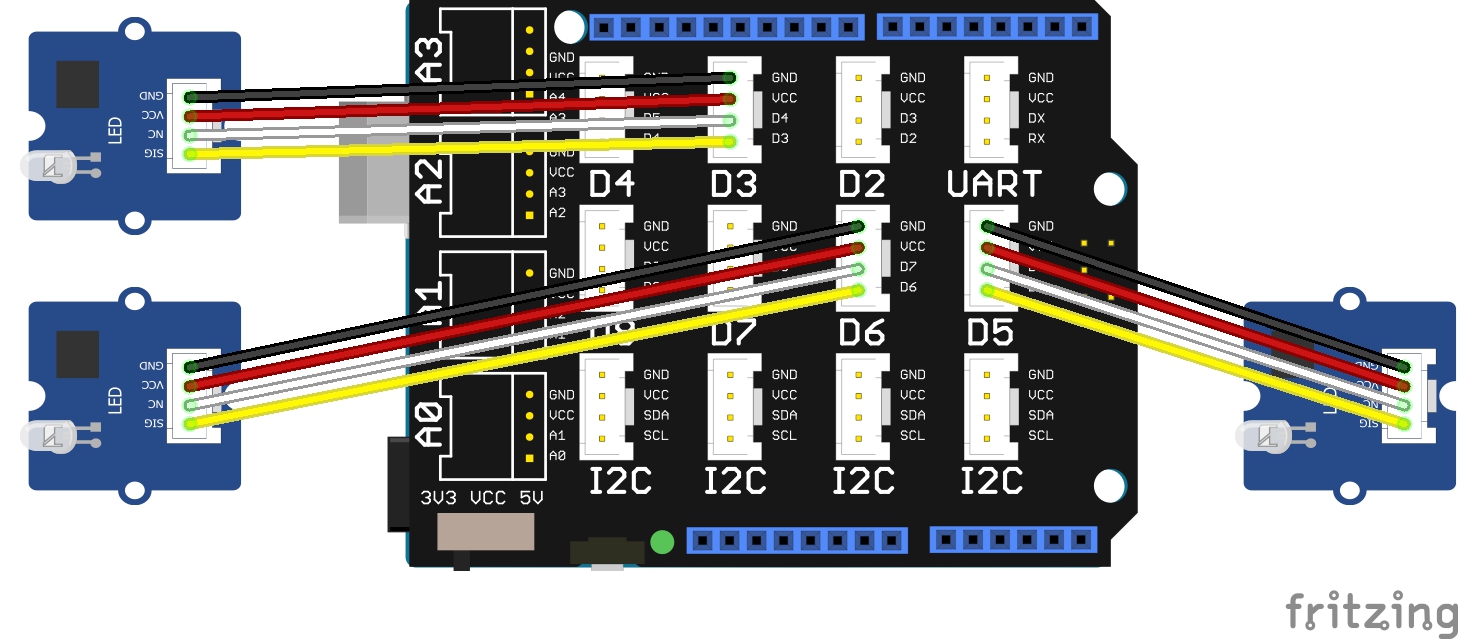 A3
GND
VCC
A4
A3
GND
VCC
D5
D4
D4
GND
VCC
D4
D3
D3
GND
VCC
D3
D2
D2
GND
VCC
DX
RX
UART
A2
GND
VCC
A3
A2
GND
VCC
NC
SIG
LED
A1
GND
GND
VCC
D8
D7
GND
VCC
D7
D6
D6
GND
D5
A0
GND
VCC
A1
A0
GND
VCC
SDA
SCL
I2C
GND
VCC
SDA
SCL
I2C
GND
VCC
SDA
SCL
I2C
GND
VCC
SDA
SCL
I2C
GND
VCC
NC
SIG
LED
GND
VCC
NC
SIG
3V3 VCC 5V
fritzing